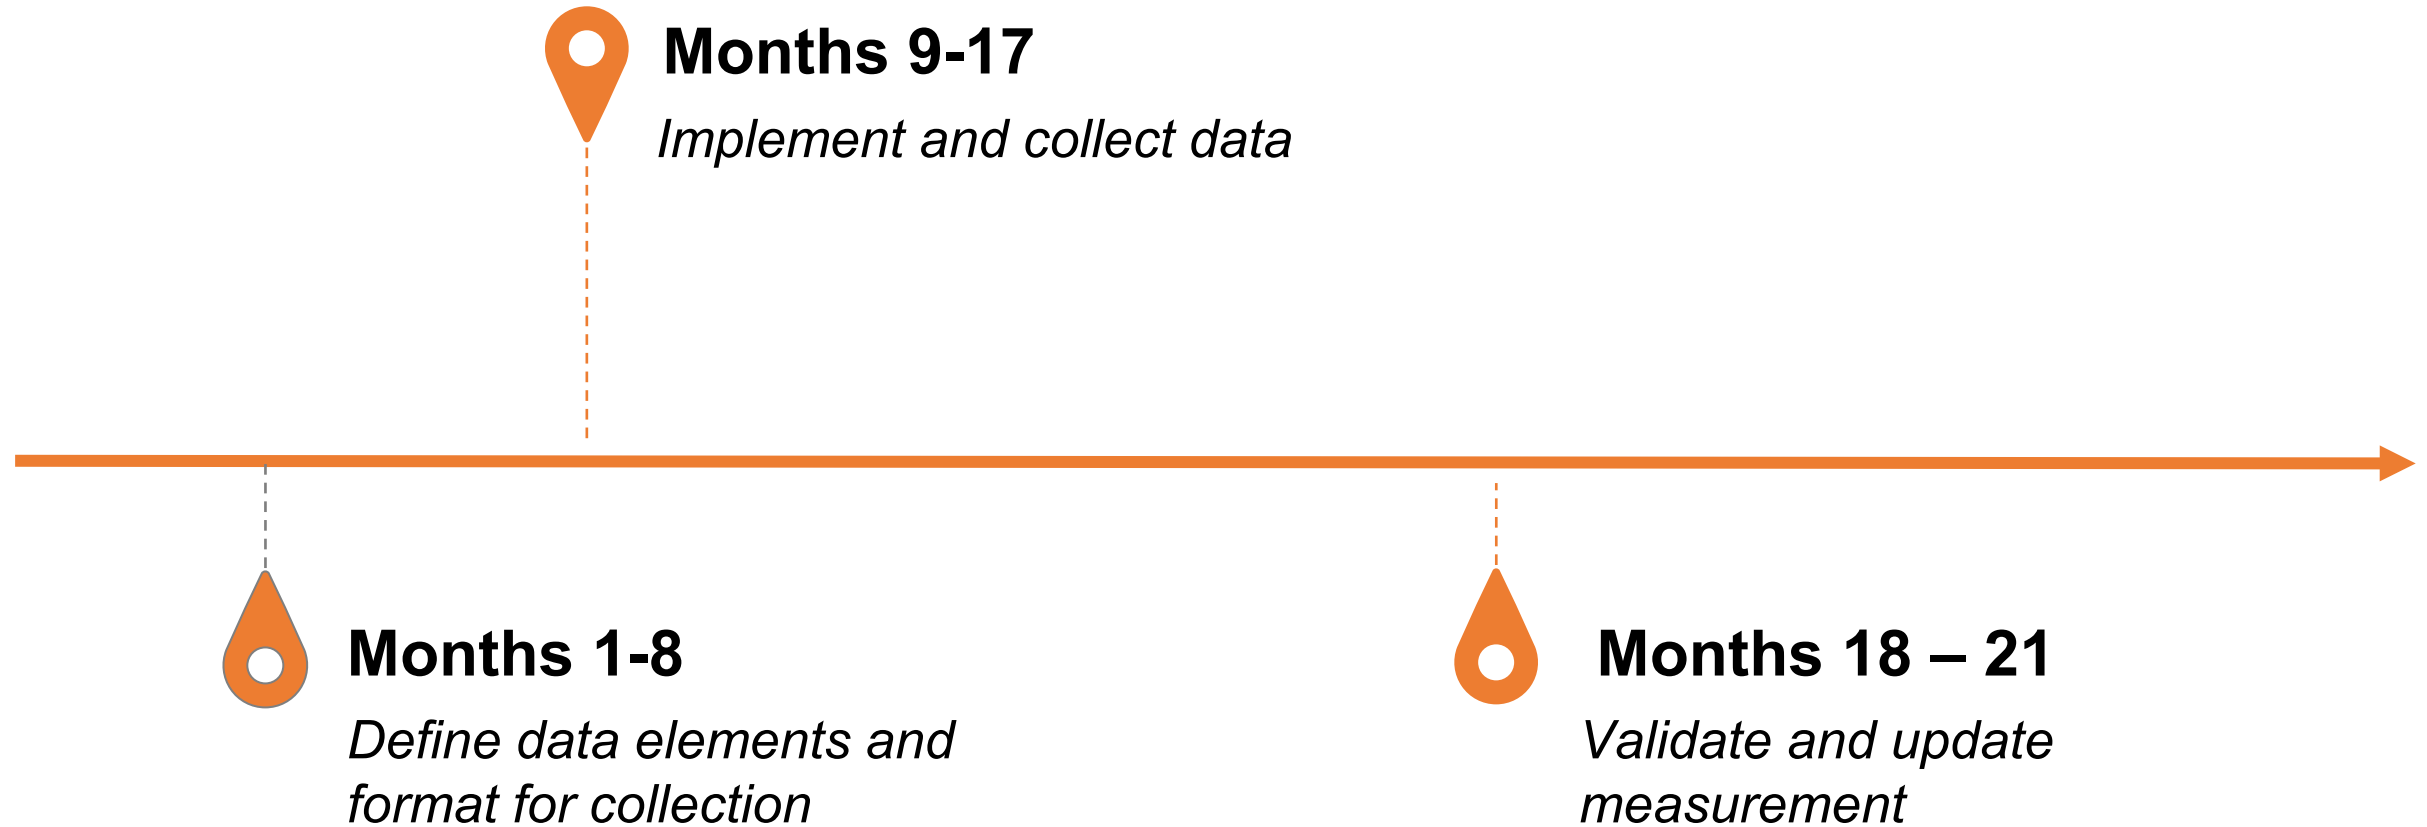 Months 9-17
Implement and collect data
Months 1-8
Define data elements and
format for collection
Months 18 – 21
Validate and update
measurement